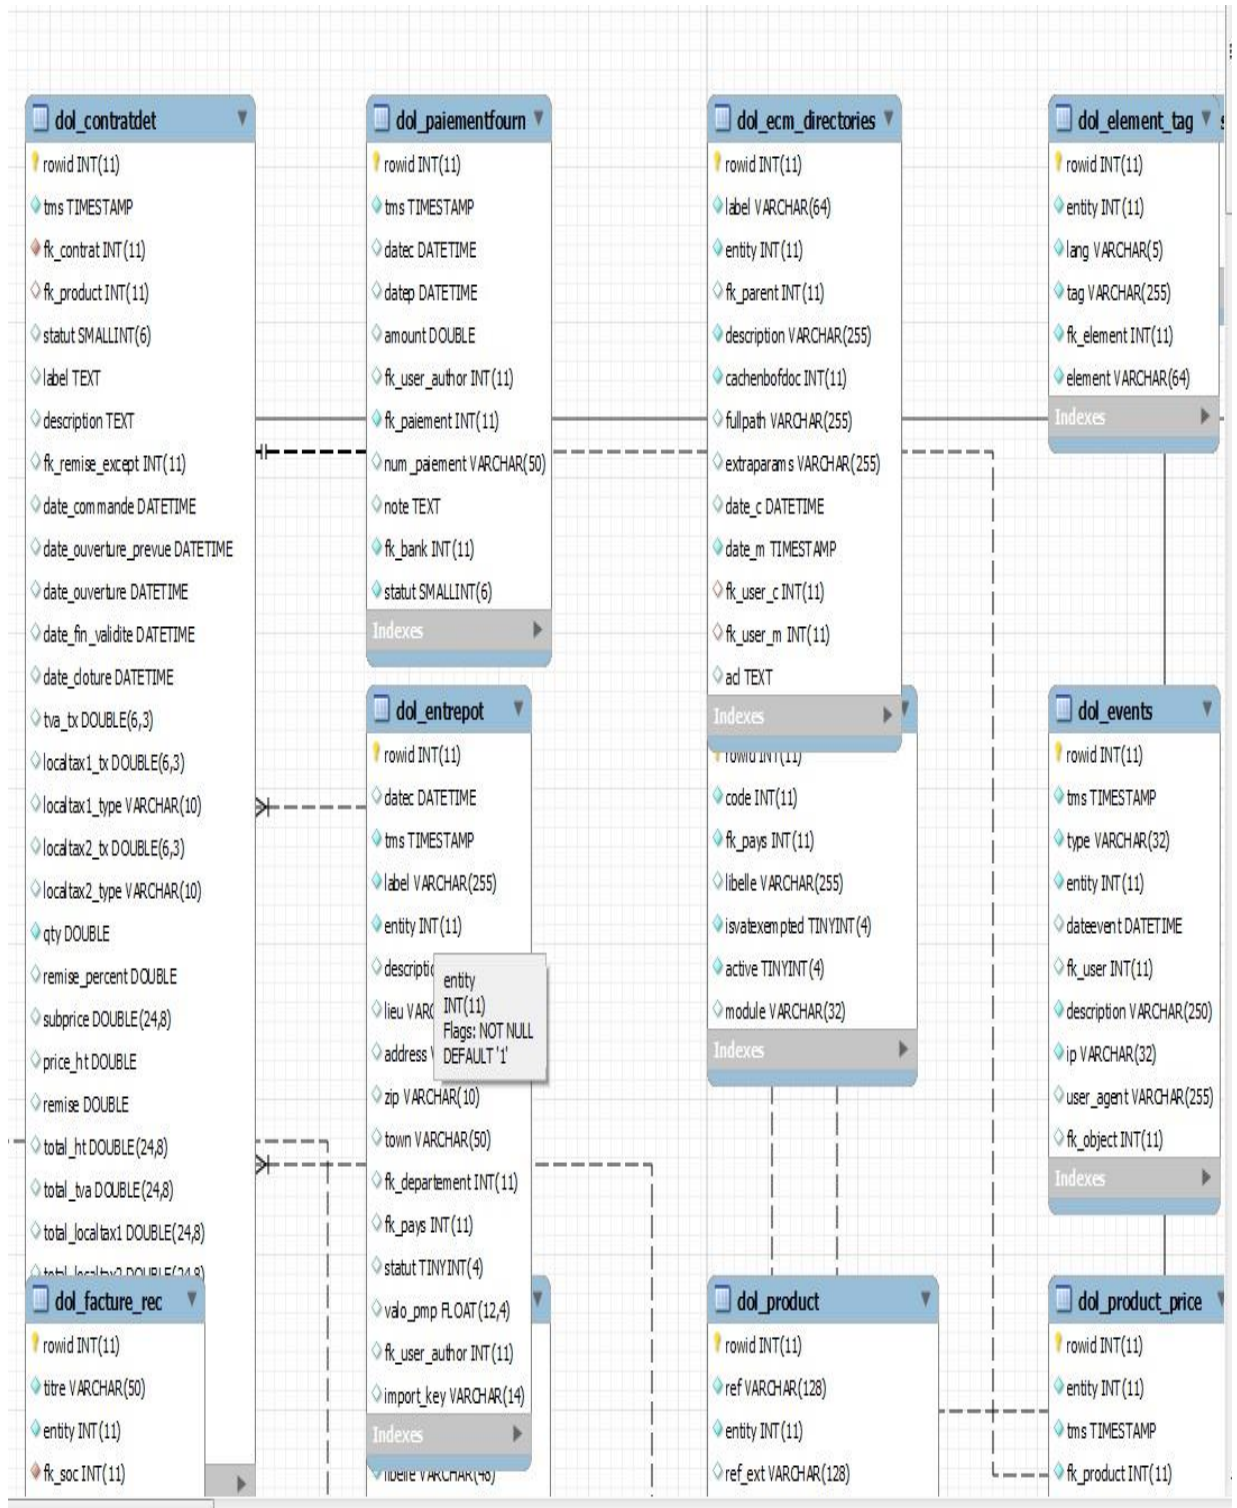 dol_contratdet
rowid INT(11)
tms TIMESTAMP
fk_contrat INT(11)
fk_product INT(11)
statut SMALLINT(6)
label TEXT
description TEXT
fk_remise_except INT(11)
date_commande DATETIME
date_ouverture_prevue DATETIME
date_ouverture DATETIME
date_fin_validite DATETIME
date_cloture DATETIME
tva_tx DOUBLE(6,3)
localtax1_tx DOUBLE(6,3)
localtax1_type VARCHAR(10)
localtax2_tx DOUBLE(6,3)
localtax2_type VARCHAR(10)
qty DOUBLE
remise_percent DOUBLE
subprice DOUBLE(24,8)
price_ht DOUBLE
remise DOUBLE
total_ht DOUBLE(24,8)
total_tva DOUBLE(24,8)
total_localtax1 DOUBLE(24,8)
total_localtax2 DOUBLE(24,8)
dol_facture_rec
rowid INT(11)
titre VARCHAR(50)
entity INT(11)
fk_soc INT(11)
dol_paiementfourn
rowid INT(11)
tms TIMESTAMP
datec DATETIME
datep DATETIME
amount DOUBLE
fk_user_author INT(11)
fk_paiement INT(11)
num_paiement VARCHAR(50)
note TEXT
fk_bank INT(11)
statut SMALLINT(6)
Indexes
dol_entrepot
rowid INT(11)
datec DATETIME
tms TIMESTAMP
label VARCHAR(255)
entity INT(11)
descriptio
lieu VARC
address V
entity
INT(11)
Flags: NOT NULL
DEFAULT '1'
zip VARCHAR(10)
town VARCHAR(50)
fk_departement INT(11)
fk_pays INT(11)
statut TINYINT(4)
valo_pmp FLOAT(12,4)
fk_user_author INT(11)
import_key VARCHAR(14)
Indexes
libelle VARCHAR(48)
dol_ecm_directories
rowid INT(11)
label VARCHAR(64)
entity INT(11)
fk_parent INT(11)
description VARCHAR(255)
cachenbofdoc INT(11)
fullpath VARCHAR(255)
extraparams VARCHAR(255)
date_c DATETIME
date_m TIMESTAMP
fk_user_c INT(11)
fk_user_m INT(11)
acl TEXT
Indexes
rowid INT(11)
code INT(11)
fk_pays INT(11)
libelle VARCHAR(255)
isvatexempted TINYINT(4)
active TINYINT(4)
module VARCHAR(32)
Indexes
dol_product
rowid INT(11)
ref VARCHAR(128)
entity INT(11)
ref_ext VARCHAR(128)
dol_element_tag
rowid INT(11)
entity INT(11)
lang VARCHAR(5)
tag VARCHAR(255)
fk_element INT(11)
element VARCHAR(64)
Indexes
dol_events
rowid INT(11)
tms TIMESTAMP
type VARCHAR(32)
entity INT(11)
dateevent DATETIME
fk_user INT(11)
description VARCHAR(250)
ip VARCHAR(32)
user_agent VARCHAR(255)
fk_object INT(11)
Indexes
dol_product_price
rowid INT(11)
entity INT(11)
tms TIMESTAMP
fk_product INT(11)